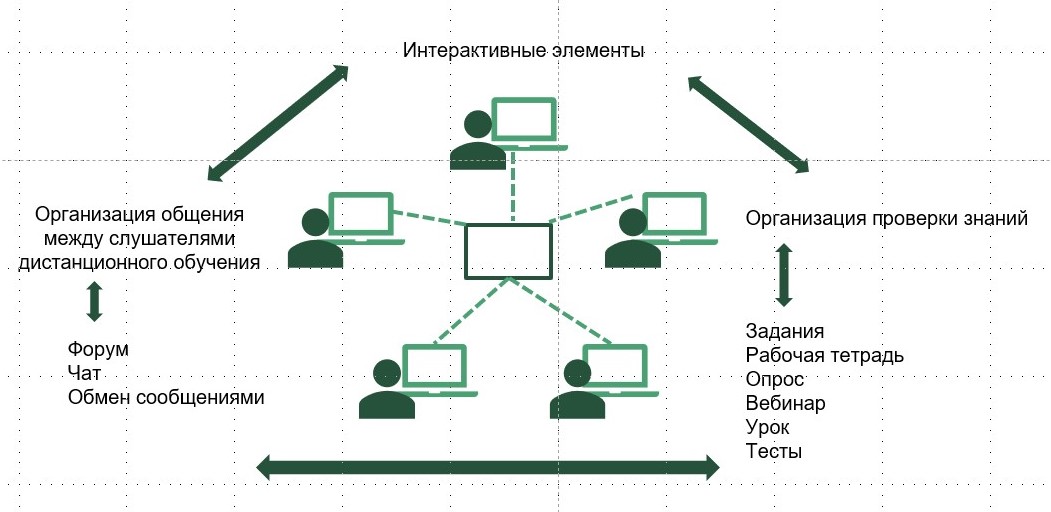 Интерактивные элементы
Организация общения
между слушателями
дистанционного обучения
Организация проверки знаний
Форум
Чат
Обмен сообщениями
Задания
Рабочая тетрадь
Опрос
Вебинар
Урок
Тесты